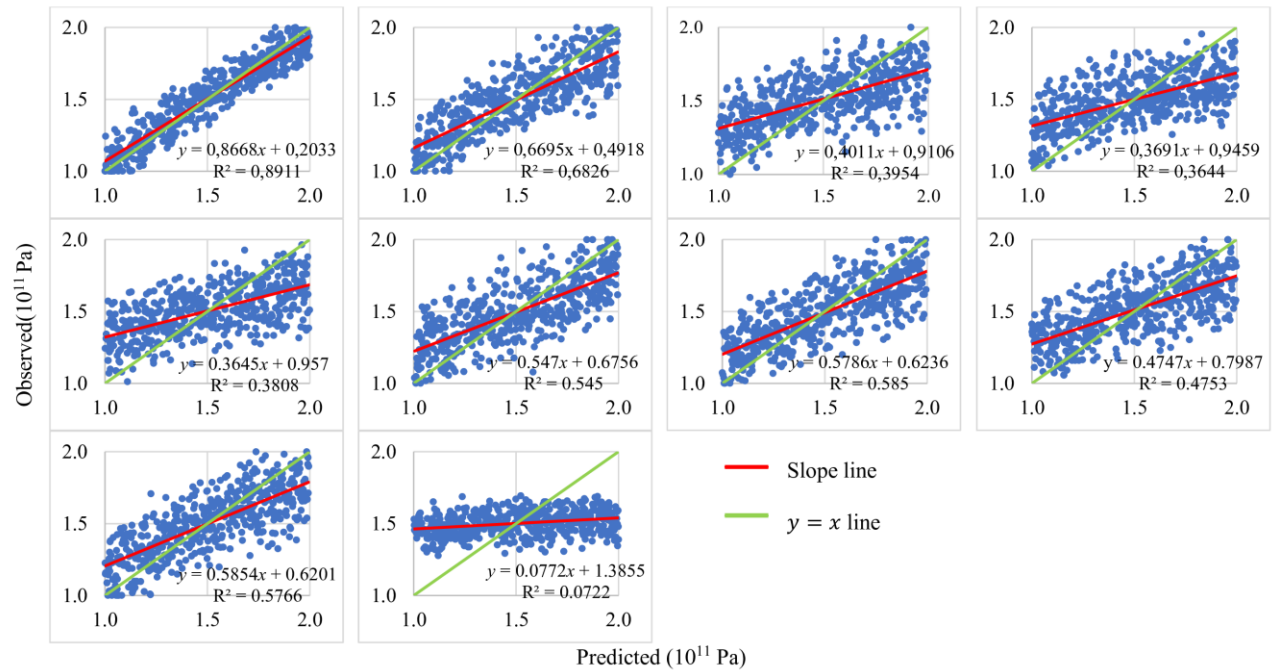 2.0
1.5
1.0
1.0 1.5 2.0
y = 0,8668x + 0,2033
R² = 0,8911
2.0
1.5
1.0
1.0 1.5 2.0
y = 0,6695x + 0,4918
R² = 0,6826
2.0
1.5
1.0
1.0 1.5 2.0
y = 0,4011x + 0,9106
R² = 0,3954
2.0
1.5
1.0
1.0 1.5 2.0
y = 0,3691x + 0,9459
R² = 0,3644
Observed(10¹¹ Pa)
2.0
1.5
1.0
1.0 1.5 2.0
y = 0.3645x + 0.957
R² = 0.3808
2.0
1.5
1.0
1.0 1.5 2.0
y = 0.547x + 0.6756
R² = 0.545
2.0
1.5
1.0
1.0 1.5 2.0
y = 0.5786x + 0.6236
R² = 0.585
2.0
1.5
1.0
1.0 1.5 2.0
y = 0.4747x + 0.7987
R² = 0.4753
2.0
1.5
1.0
1.0 1.5 2.0
y = 0.5854x + 0.6201
R² = 0.5766
2.0
1.5
1.0
1.0 1.5 2.0
y = 0.0772x + 1.3855
R² = 0.0722
Slope line
y = x line
Predicted (10¹¹ Pa)